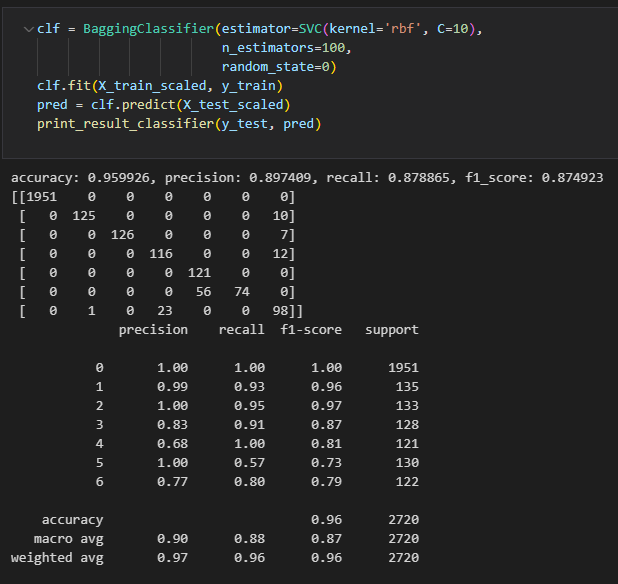 clf = BaggingClassifier(estimator=SVC(kernel='rbf', C=10),
                        n_estimators=100,
                        random_state=0)
clf.fit(X_train_scaled, y_train)
pred = clf.predict(X_test_scaled)
print_result_classifier(y_test, pred)
accuracy: 0.959926, precision: 0.897409, recall: 0.878865, f1_score: 0.874923
[[1951    0    0    0    0    0    0]
 [   0  125    0    0    0    0   10]
 [   0    0  126    0    0    0    7]
 [   0    0    0  116    0    0   12]
 [   0    0    0    0  121    0    0]
 [   0    0    0    0   56   74    0]
 [   0    1    0   23    0    0   98]]
              precision    recall  f1-score   support
           0       1.00      1.00      1.00      1951
           1       0.99      0.93      0.96       135
           2       1.00      0.95      0.97       133
           3       0.83      0.91      0.87       128
           4       0.68      1.00      0.81       121
           5       1.00      0.57      0.73       130
           6       0.77      0.80      0.79       122
    accuracy                           0.96      2720
   macro avg       0.90      0.88      0.87      2720
weighted avg       0.97      0.96      0.96      2720